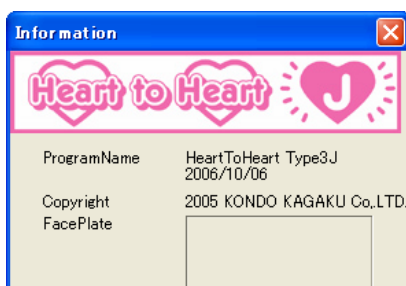 Information
Heart to Heart J
ProgramName HeartToHeart Type3J
2006/10/06
Copyright 2005 KONDO KAGAKU Co,.LTD.
FacePlate